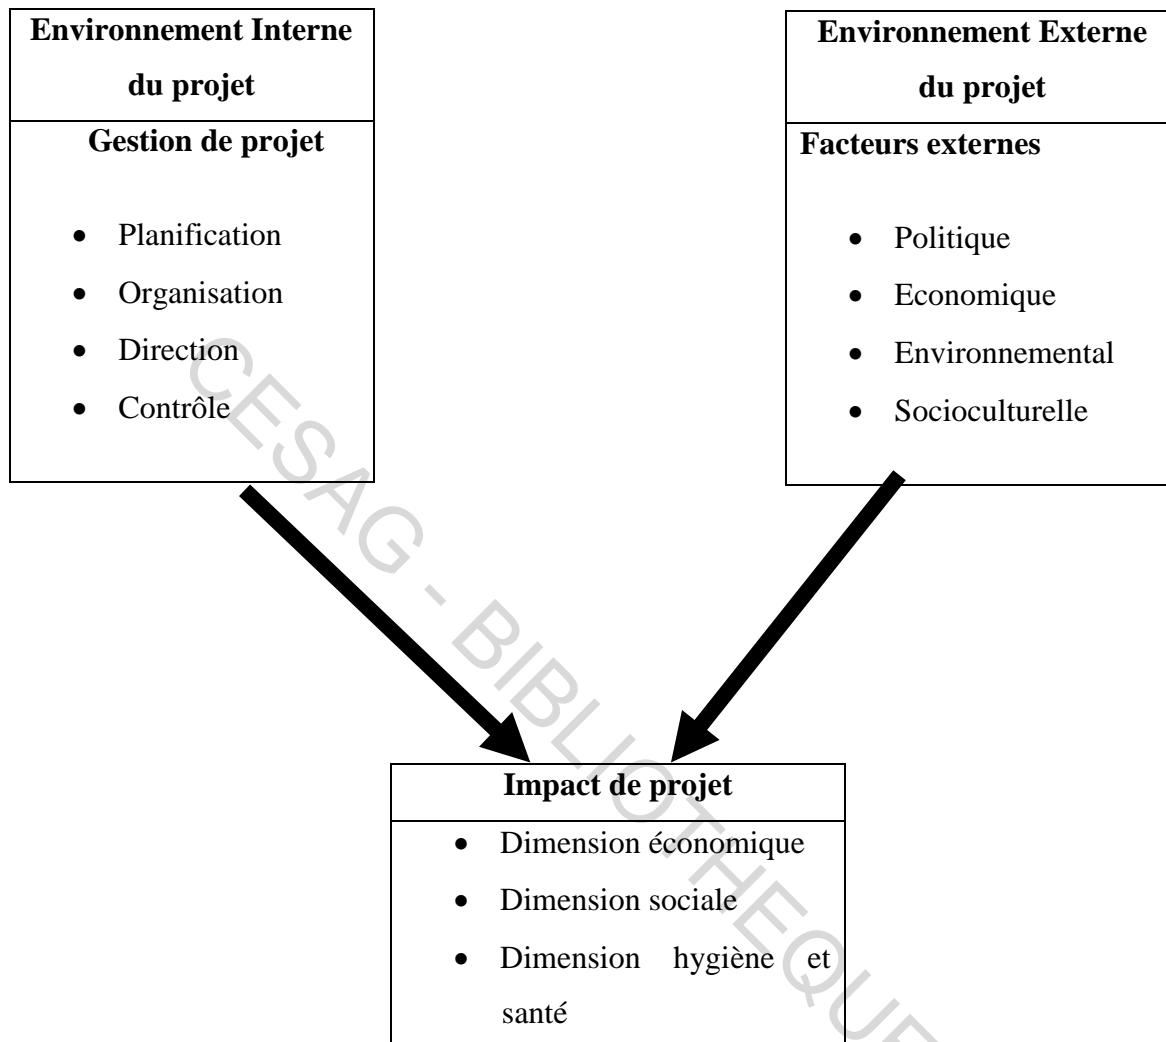 Environnement Interne
du projet
Gestion de projet
• Planification
• Organisation
• Direction
• Contrôle
Environnement Externe
du projet
Facteurs externes
• Politique
• Economique
• Environnemental
• Socioculturelle
Impact de projet
• Dimension économique
• Dimension sociale
• Dimension hygiène et
santé
CESAG - BIBLIOTHEQUE